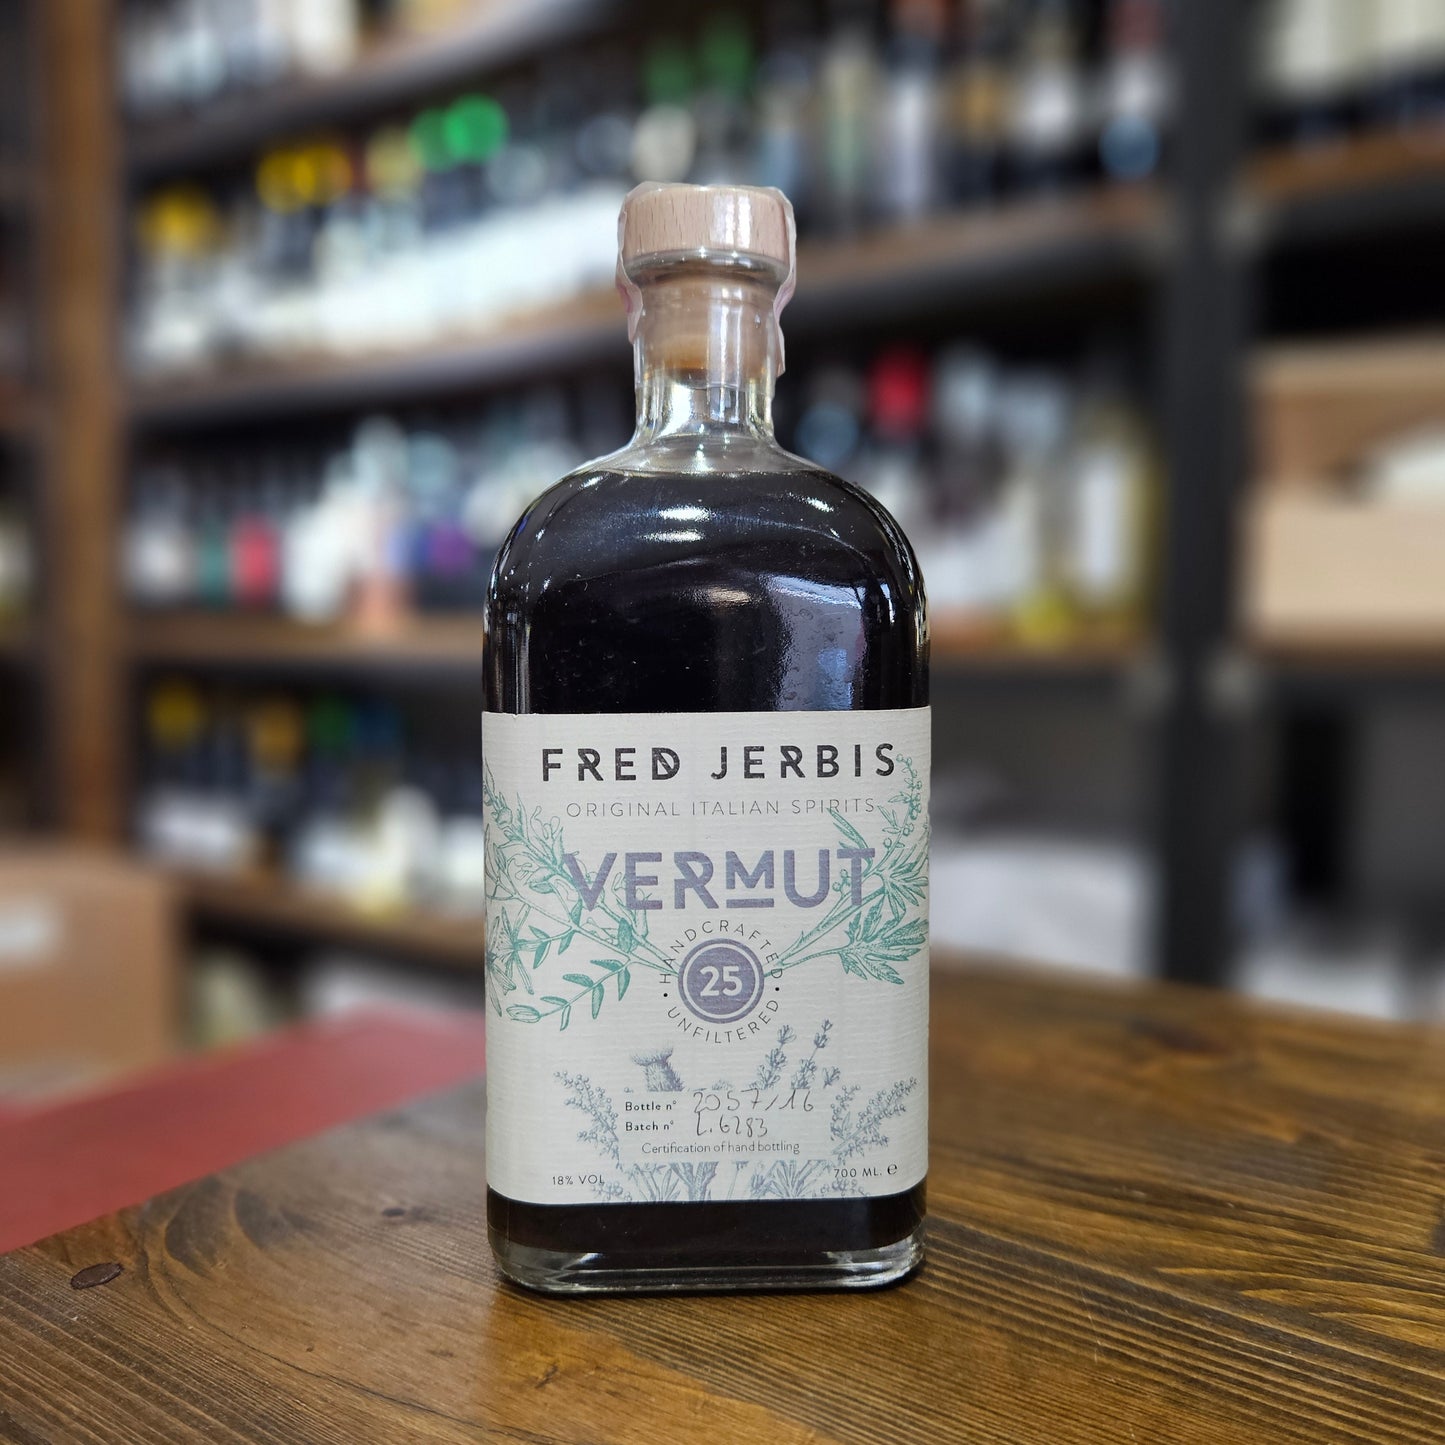 FRED JERBIS
ORIGINAL ITALIAN SPIRITS
VERMUT
HANDCRAFTED
25
• UNFILTERED •
Bottle n° 2057/16
Batch n° L.6283
Certification of hand bottling
18% VOL
700 ML. e